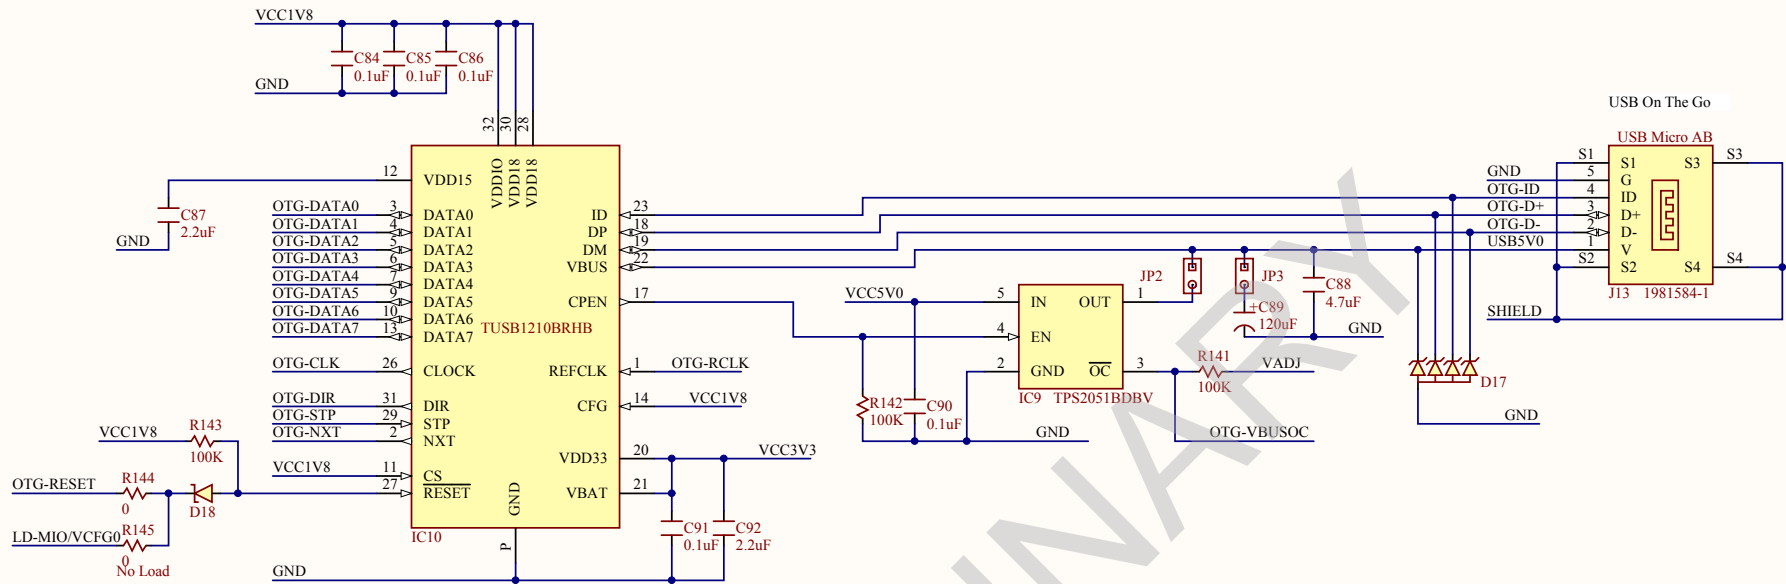 VCC1V8
C84
0.1uF
C85
0.1uF
C86
0.1uF
GND
32
30
28
VDDIO
VDD18
VDD18
12
VDD15
C87
2.2uF
GND
OTG-DATA0
3
DATA0
OTG-DATA1
4
DATA1
OTG-DATA2
5
DATA2
OTG-DATA3
6
DATA3
OTG-DATA4
7
DATA4
OTG-DATA5
9
DATA5
OTG-DATA6
10
DATA6
OTG-DATA7
13
DATA7
OTG-CLK
26
CLOCK
OTG-DIR
31
DIR
OTG-STP
29
STP
OTG-NXT
2
NXT
VCC1V8
R143
100K
VCC1V8
11
CS
27
RESET
OTG-RESET
R144
0
D18
LD-MIO/VCFG0
R145
0
No Load
GND
P
GND
IC10
TUSB1210BRHB
ID
23
DP
18
DM
19
VBUS
22
CPEN
17
REFCLK
1
OTG-RCLK
CFG
14
VCC1V8
VDD33
20
VCC3V3
VBAT
21
C91
0.1uF
C92
2.2uF
VCC5V0
5
IN
OUT
1
4
EN
2
GND
OC
3
IC9
TPS2051BDBV
R142
100K
C90
0.1uF
GND
JP2
JP3
+C89
120uF
C88
4.7uF
GND
R141
100K
VADJ
OTG-VBUSOC
D17
GND
USB On The Go
USB Micro AB
S1
S1
S3
S3
GND
5
G
OTG-ID
4
ID
OTG-D+
3
D+
OTG-D-
2
D-
USB5V0
1
V
S2
S2
S4
S4
J13
1981584-1
SHIELD
INARY